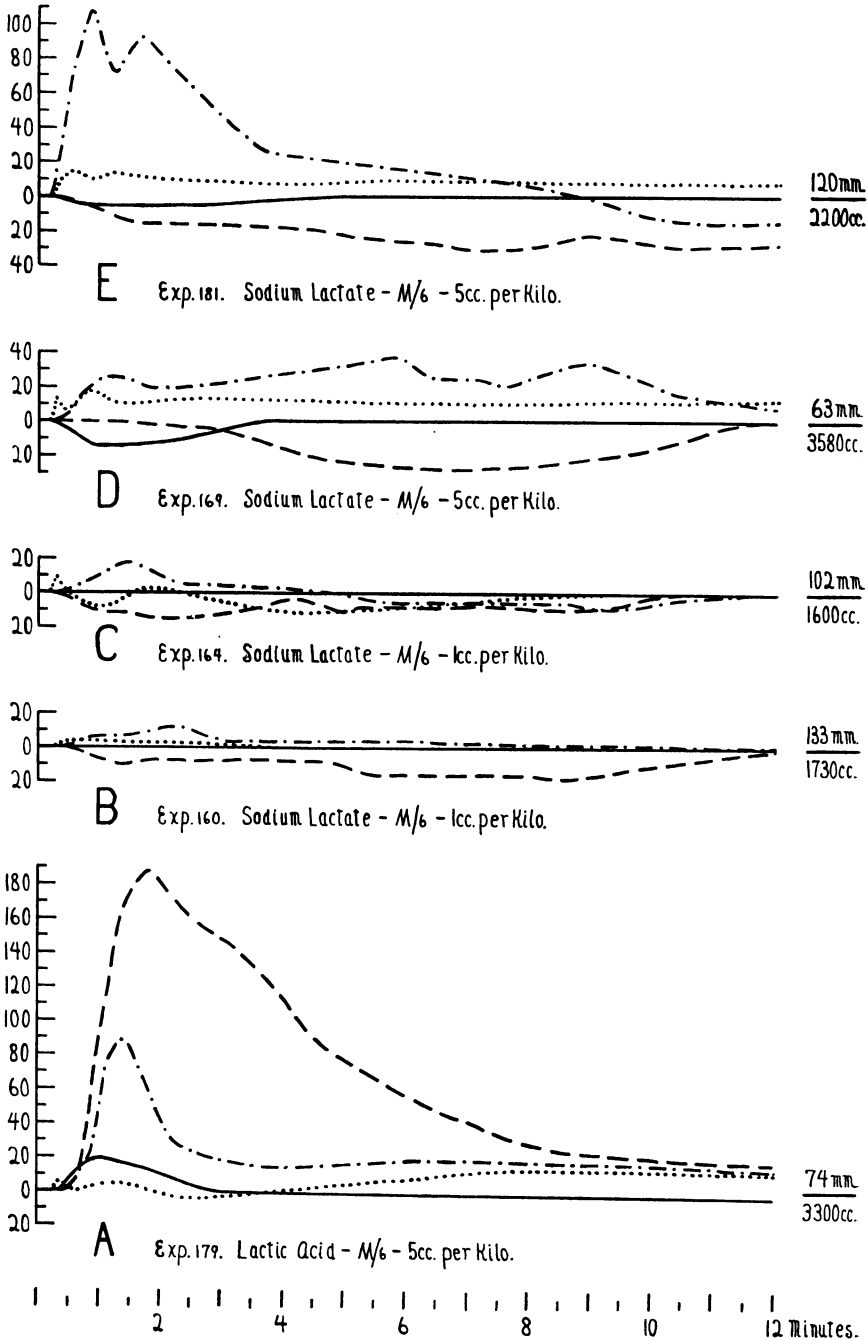 100
80
60
40
20
0
20
40
120mm.
2200cc.
E Exp.181. Sodium Lactate - M/6 - 5cc. per Kilo.
40
20
0
20
63mm.
3580cc.
D Exp.169. Sodium Lactate - M/6 - 5cc. per Kilo.
20
0
20
102mm.
1600cc.
C Exp.164. Sodium Lactate - M/6 - 1cc. per Kilo.
20
0
20
133mm.
1730cc.
B Exp.160. Sodium Lactate - M/6 - 1cc. per Kilo.
180
160
140
120
100
80
60
40
20
0
20
74mm.
3300cc.
A Exp.179. Lactic Acid - M/6 - 5cc. per Kilo.
2 4 6 8 10 12 Minutes.